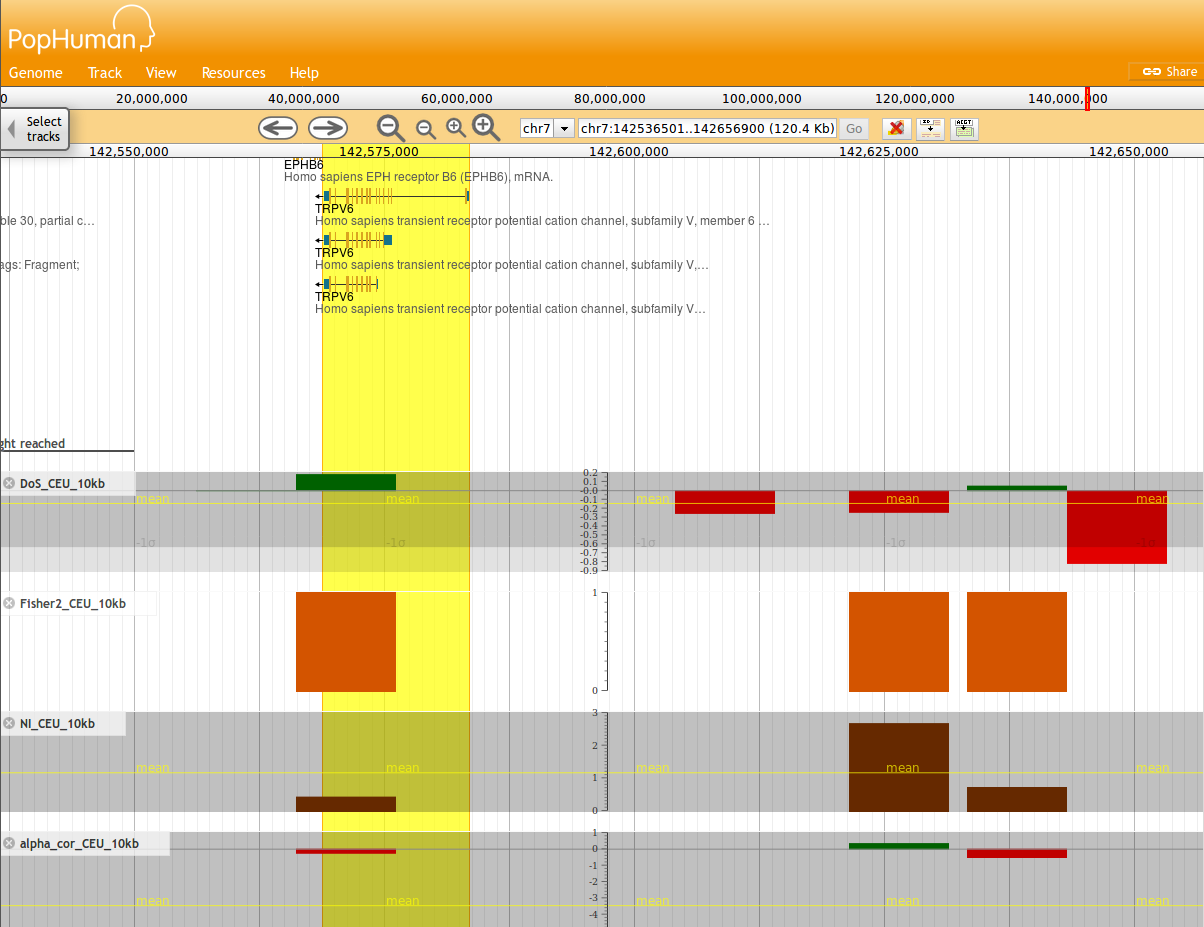 PopHuman
Genome Track View Resources Help Share
0 20,000,000 40,000,000 60,000,000 80,000,000 100,000,000 120,000,000 140,000,000
Select tracks
chr7 chr7:142536501..142656900 (120.4 Kb) Go
142,550,000 142,575,000 142,600,000 142,625,000 142,650,000
EPHB6
Homo sapiens EPH receptor B6 (EPHB6), mRNA.
TRPV6
ble 30, partial c... Homo sapiens transient receptor potential cation channel, subfamily V, member 6 ...
TRPV6
ags: Fragment; Homo sapiens transient receptor potential cation channel, subfamily V,...
TRPV6
Homo sapiens transient receptor potential cation channel, subfamily V...
ght reached
DoS_CEU_10kb
0.2
0.1
-0.0
-0.1
-0.2
-0.3
-0.4
-0.5
-0.6
-0.7
-0.8
-0.9
mean mean mean mean mean
-1σ -1σ -1σ -1σ -1σ
Fisher2_CEU_10kb
1
0
NI_CEU_10kb
3
2
1
0
mean mean mean mean mean
alpha_cor_CEU_10kb
1
0
-1
-2
-3
-4
mean mean mean mean mean